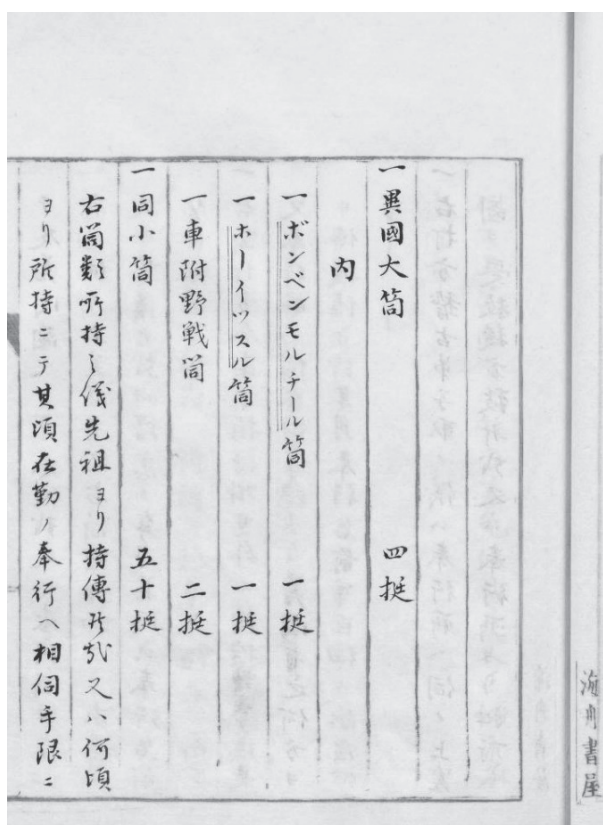 一異國大筒 四挺
内
一ボンベンモルチール筒 一挺
一ホーイッスル筒 一挺
一車附野戦筒 二挺
一同小筒 五十挺
右筒類所持之儀先祖ヨリ持傳候哉又ハ何頃
ヨリ所持ニテ其頃在勤ノ奉行ヘ相伺手限ニ
海舟書屋